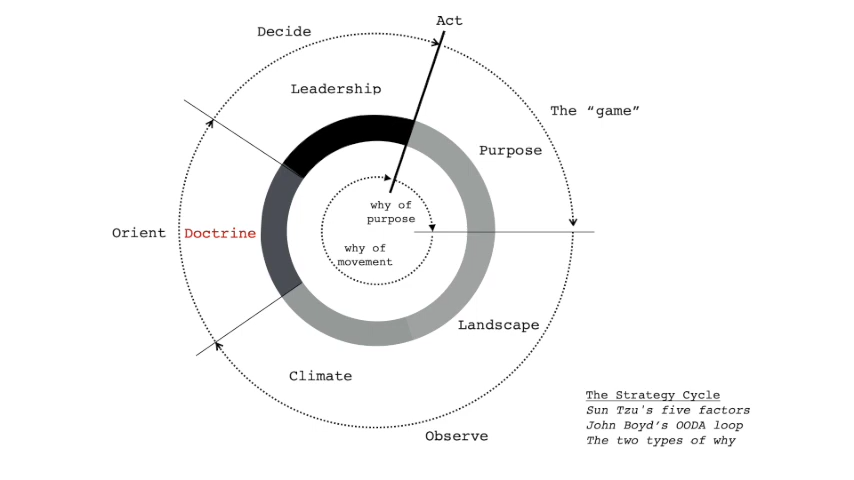 Act
Decide
Leadership
The “game”
Purpose
why of
purpose
Orient
Doctrine
why of
movement
Landscape
Climate
Observe
The Strategy Cycle
Sun Tzu's five factors
John Boyd’s OODA loop
The two types of why